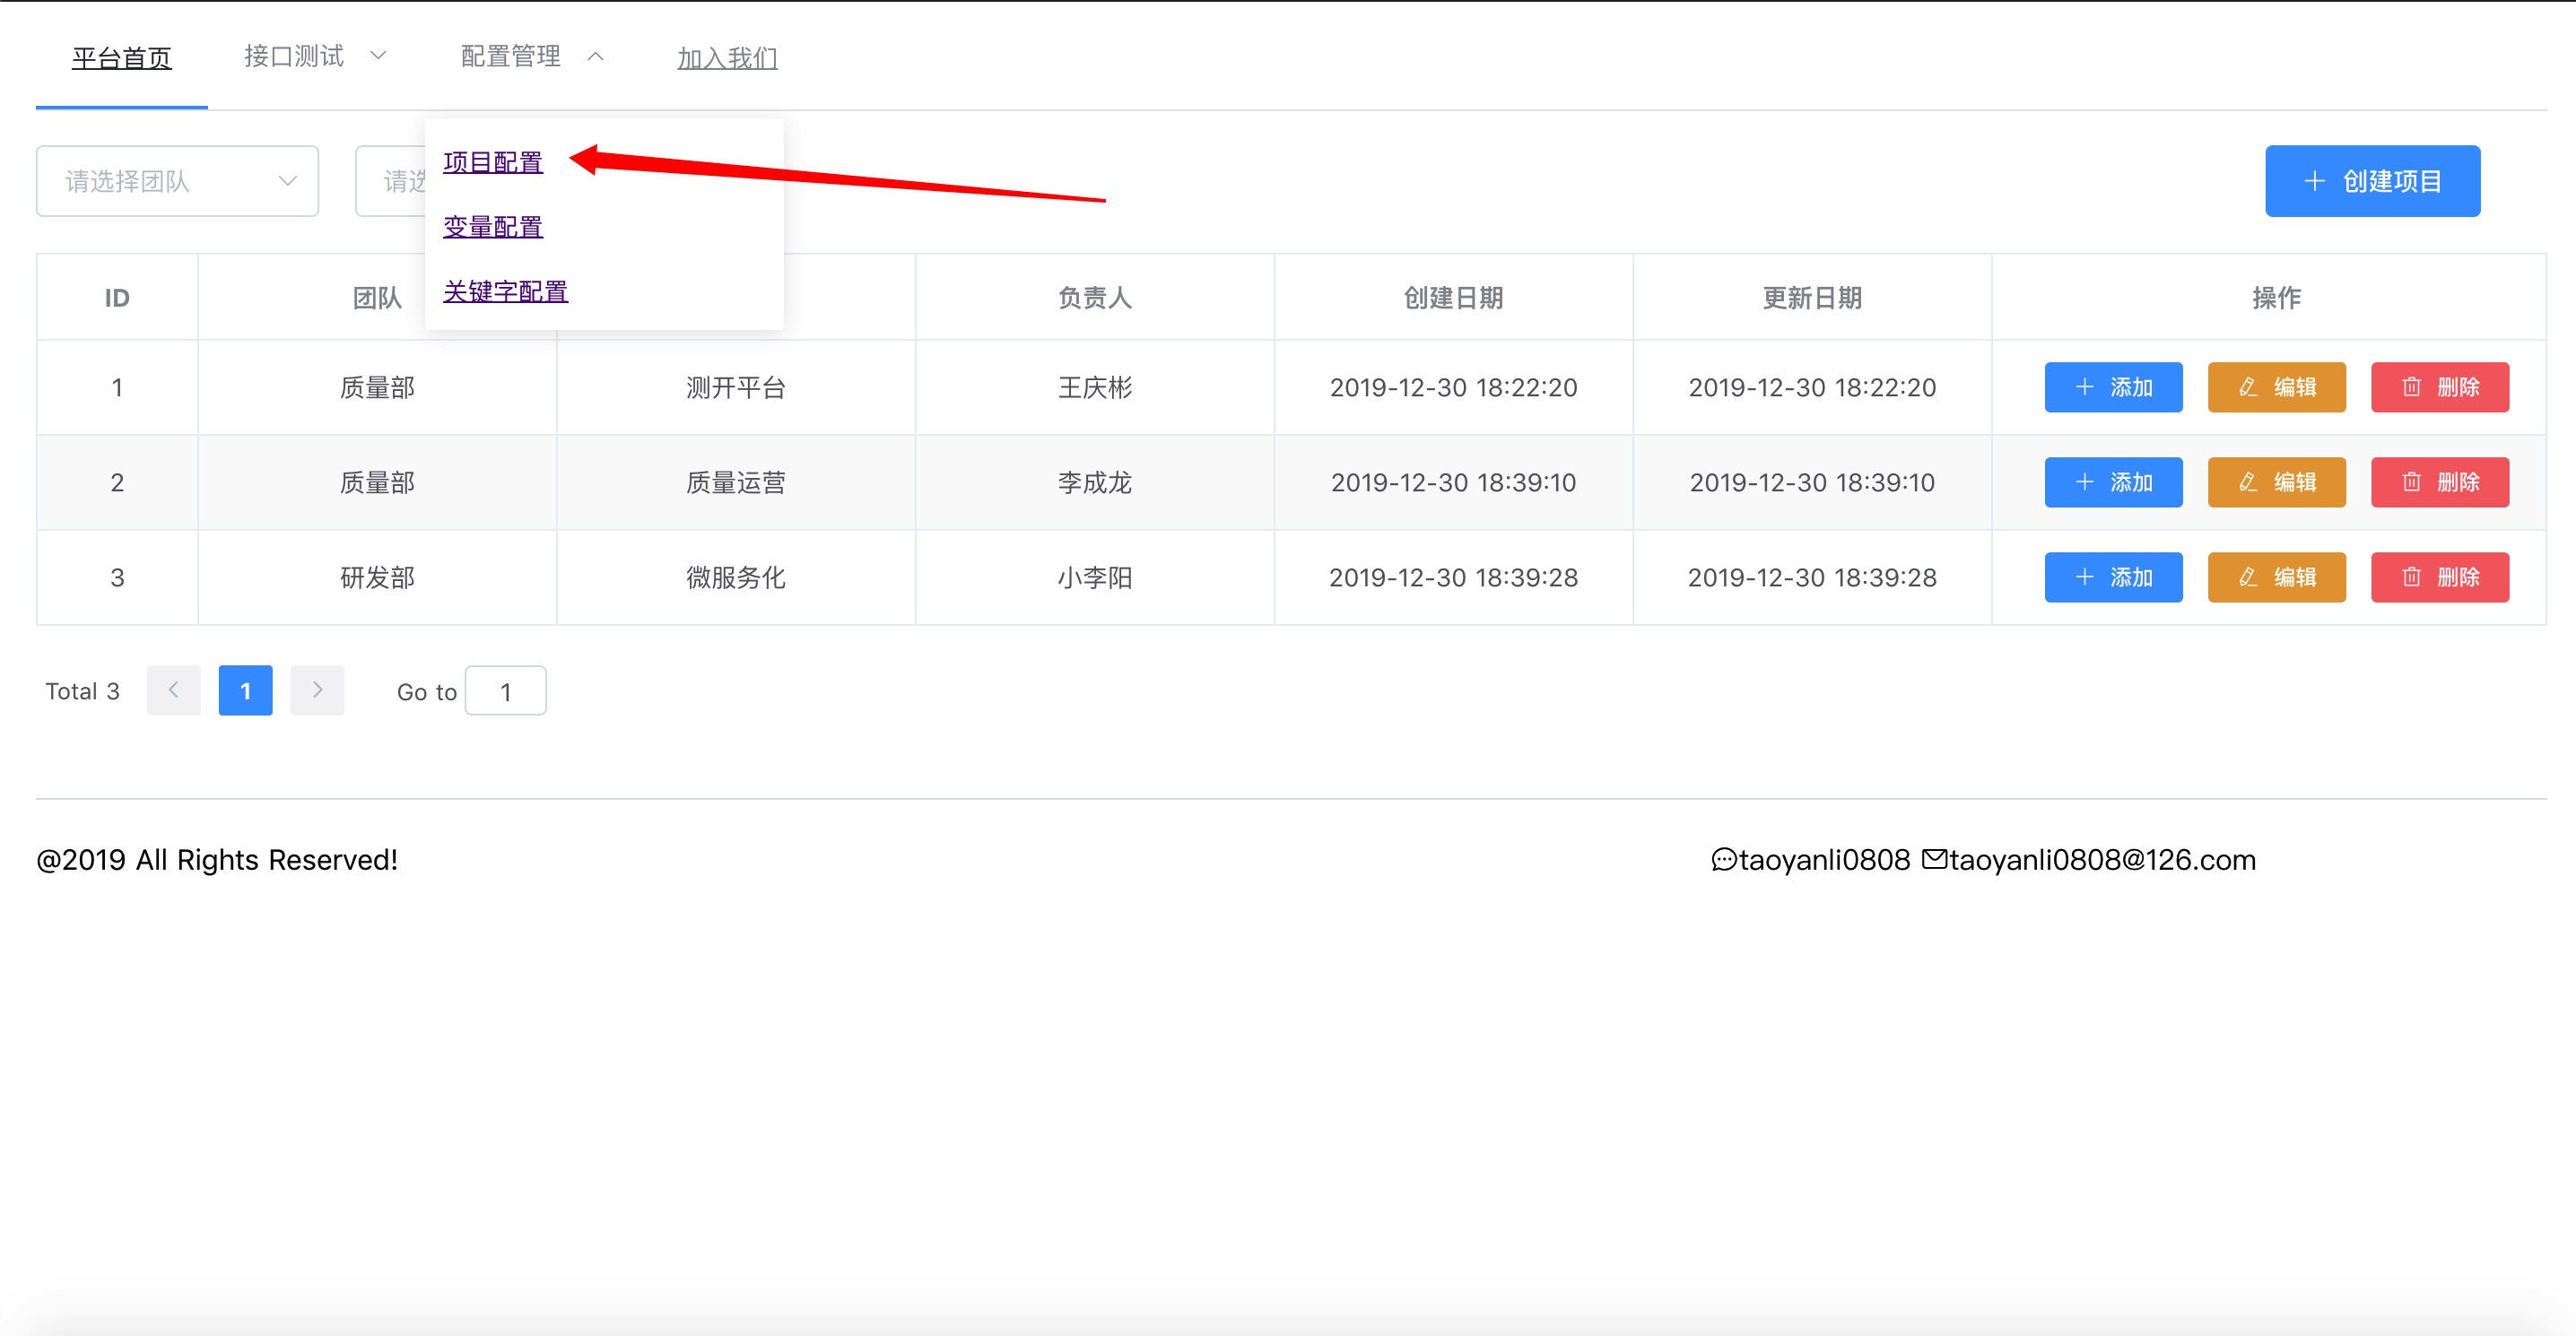 平台首页 接口测试 配置管理 加入我们
请选择团队 请选
项目配置
变量配置
关键字配置
创建项目
ID 团队 负责人 创建日期 更新日期 操作
1 质量部 测开平台 王庆彬 2019-12-30 18:22:20 2019-12-30 18:22:20 添加 编辑 删除
2 质量部 质量运营 李成龙 2019-12-30 18:39:10 2019-12-30 18:39:10 添加 编辑 删除
3 研发部 微服务化 小李阳 2019-12-30 18:39:28 2019-12-30 18:39:28 添加 编辑 删除
Total 3 1 Go to 1
@2019 All Rights Reserved! taoyanli0808 taoyanli0808@126.com